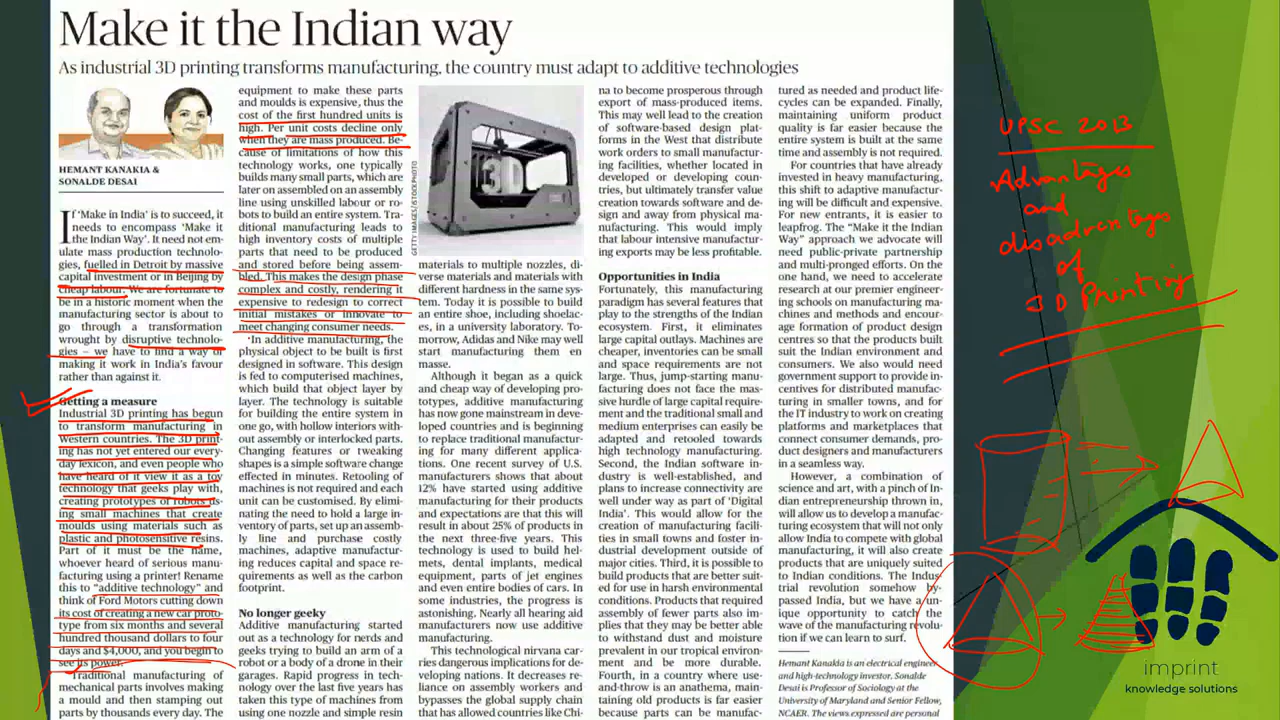 Make it the Indian way
As industrial 3D printing transforms manufacturing, the country must adapt to additive technologies
HEMANT KANAKIA &
SONALDE DESAI
If ‘Make in India’ is to succeed, it
needs to encompass ‘Make it
the Indian Way’. It need not em-
ulate mass production technolo-
gies, fuelled in Detroit by massive
capital investment or in Beijing by
cheap labour. We are fortunate to
be in a historic moment when the
manufacturing sector is about to
go through a transformation
wrought by disruptive technolo-
gies – we have to find a way of
making it work in India’s favour
rather than against it.
Getting a measure
Industrial 3D printing has begun
to transform manufacturing in
Western countries. The 3D print-
ing has not yet entered our every-
day lexicon, and even people who
have heard of it view it as a toy
technology that geeks play with,
creating prototypes of robots us-
ing small machines that create
moulds using materials such as
plastic and photosensitive resins.
Part of it must be the name,
whoever heard of serious manu-
facturing using a printer! Rename
this to “additive technology” and
think of Ford Motors cutting down
its cost of creating a new car proto-
type from six months and several
hundred thousand dollars to four
days and $4,000, and you begin to
see its power.
Traditional manufacturing of
mechanical parts involves making
a mould and then stamping out
parts by thousands every day. The
equipment to make these parts
and moulds is expensive, thus the
cost of the first hundred units is
high. Per unit costs decline only
when they are mass produced. Be-
cause of limitations of how this
technology works, one typically
builds many small parts, which are
later on assembled on an assembly
line using unskilled labour or ro-
bots to build an entire system. Tra-
ditional manufacturing leads to
high inventory costs of multiple
parts that need to be produced
and stored before being assem-
bled. This makes the design phase
complex and costly, rendering it
expensive to redesign to correct
initial mistakes or innovate to
meet changing consumer needs.
In additive manufacturing, the
physical object to be built is first
designed in software. This design
is fed to computerised machines,
which build that object layer by
layer. The technology is suitable
for building the entire system in
one go, with hollow interiors with-
out assembly or interlocked parts.
Changing features or tweaking
shapes is a simple software change
effected in minutes. Retooling of
machines is not required and each
unit can be customised. By elimi-
nating the need to hold a large in-
ventory of parts, set up an assemb-
ly line and purchase costly
machines, adaptive manufactur-
ing reduces capital and space re-
quirements as well as the carbon
footprint.
No longer geeky
Additive manufacturing started
out as a technology for nerds and
geeks trying to build an arm of a
robot or a body of a drone in their
garages. Rapid progress in tech-
nology over the last five years has
taken this type of machines from
using one nozzle and simple resin
3D
GETTY IMAGES/ISTOCKPHOTO
materials to multiple nozzles, di-
verse materials and materials with
different hardness in the same sys-
tem. Today it is possible to build
an entire shoe, including shoelac-
es, in a university laboratory. To-
morrow, Adidas and Nike may well
start manufacturing them en
masse.
Although it began as a quick
and cheap way of developing pro-
totypes, additive manufacturing
has now gone mainstream in deve-
loped countries and is beginning
to replace traditional manufactur-
ing for many different applica-
tions. One recent survey of U.S.
manufacturers shows that about
12% have started using additive
manufacturing for their products
and expectations are that this will
result in about 25% of products in
the next three-five years. This
technology is used to build hel-
mets, dental implants, medical
equipment, parts of jet engines
and even entire bodies of cars. In
some industries, the progress is
astonishing. Nearly all hearing aid
manufacturers now use additive
manufacturing.
This technological nirvana car-
ries dangerous implications for de-
veloping nations. It decreases re-
liance on assembly workers and
bypasses the global supply chain
that has allowed countries like Chi-
na to become prosperous through
export of mass-produced items.
This may well lead to the creation
of software-based design plat-
forms in the West that distribute
work orders to small manufactur-
ing facilities, whether located in
developed or developing coun-
tries, but ultimately transfer value
creation towards software and de-
sign and away from physical ma-
nufacturing. This would imply
that labour intensive manufactur-
ing exports may be less profitable.
Opportunities in India
Fortunately, this manufacturing
paradigm has several features that
play to the strengths of the Indian
ecosystem. First, it eliminates
large capital outlays. Machines are
cheaper, inventories can be small
and space requirements are not
large. Thus, jump-starting manu-
facturing does not face the mas-
sive hurdle of large capital require-
ment and the traditional small and
medium enterprises can easily be
adapted and retooled towards
high technology manufacturing.
Second, the Indian software in-
dustry is well-established, and
plans to increase connectivity are
well under way as part of ‘Digital
India’. This would allow for the
creation of manufacturing facili-
ties in small towns and foster in-
dustrial development outside of
major cities. Third, it is possible to
build products that are better suit-
ed for use in harsh environmental
conditions. Products that required
assembly of fewer parts also im-
plies that they may be better able
to withstand dust and moisture
prevalent in our tropical environ-
ment and be more durable.
Fourth, in a country where use-
and-throw is an anathema, main-
taining old products is far easier
because parts can be manufac-
tured as needed and product life-
cycles can be expanded. Finally,
maintaining uniform product
quality is far easier because the
entire system is built at the same
time and assembly is not required.
For countries that have already
invested in heavy manufacturing,
this shift to adaptive manufactur-
ing will be difficult and expensive.
For new entrants, it is easier to
leapfrog. The “Make it the Indian
Way” approach we advocate will
need public-private partnership
and multi-pronged efforts. On the
one hand, we need to accelerate
research at our premier engineer-
ing schools on manufacturing ma-
chines and methods and encour-
age formation of product design
centres so that the products built
suit the Indian environment and
consumers. We also would need
government support to provide in-
centives for distributed manufac-
turing in smaller towns, and for
the IT industry to work on creating
platforms and marketplaces that
connect consumer demands, pro-
duct designers and manufacturers
in a seamless way.
However, a combination of
science and art, with a pinch of In-
dian entrepreneurship thrown in,
will allow us to develop a manufac-
turing ecosystem that will not only
allow India to compete with global
manufacturing, it will also create
products that are uniquely suited
to Indian conditions. The Indus-
trial revolution somehow by-
passed India, but we have a un-
ique opportunity to catch the
wave of the manufacturing revolu-
tion if we can learn to surf.
Hemant Kanakia is an electrical engineer
and high-technology investor. Sonalde
Desai is Professor of Sociology at the
University of Maryland and Senior Fellow,
NCAER. The views expressed are personal
UPSC 2013
Advantages
and
disadvantages
of
3D Printing
imprint
knowledge solutions